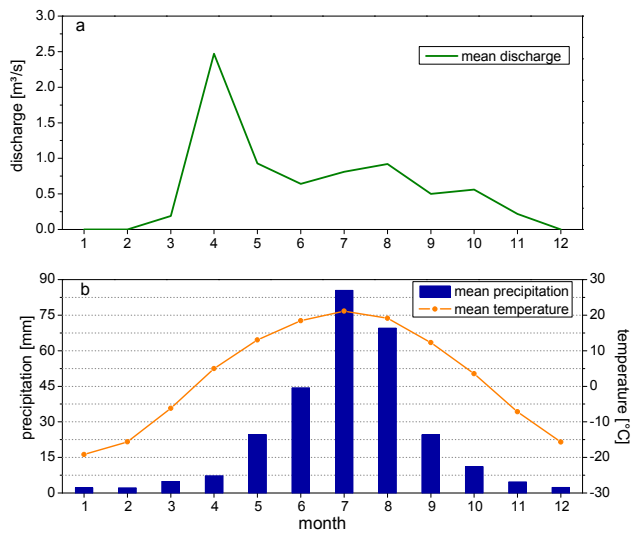 a
3.0
2.5
2.0
1.5
1.0
0.5
0.0
discharge [m³/s]
mean discharge
1 2 3 4 5 6 7 8 9 10 11 12
b
90
75
60
45
30
15
0
precipitation [mm]
mean precipitation
mean temperature
30
20
10
0
-10
-20
-30
temperature [°C]
1 2 3 4 5 6 7 8 9 10 11 12
month